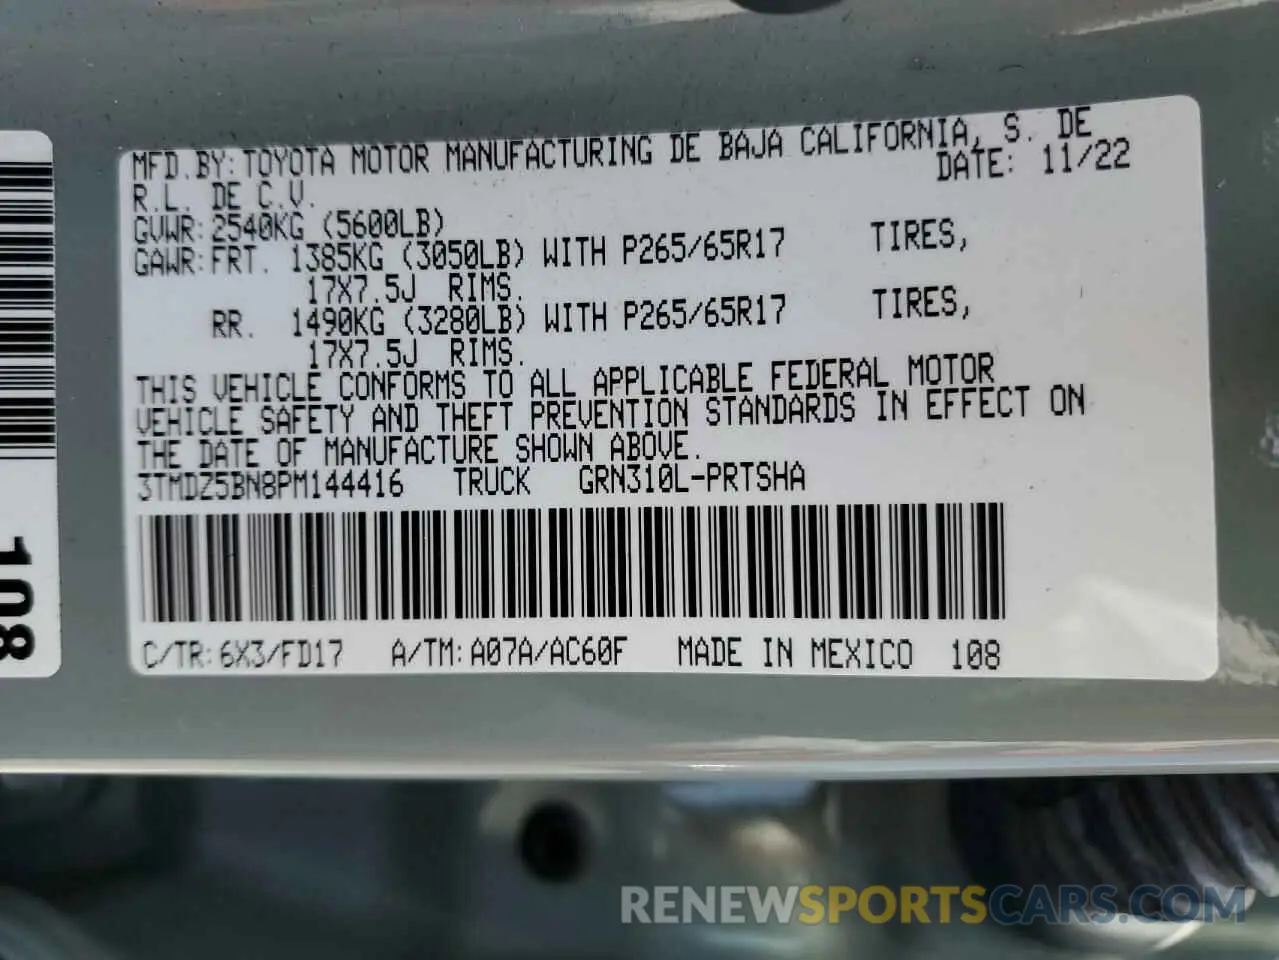 MFD.BY:TOYOTA MOTOR MANUFACTURING DE BAJA CALIFORNIA, S. DE
R.L. DE C.V. DATE: 11/22
GVWR:2540KG (5600LB)
GAWR:FRT. 1385KG (3050LB) WITH P265/65R17 TIRES,
17X7.5J RIMS.
RR. 1490KG (3280LB) WITH P265/65R17 TIRES,
17X7.5J RIMS.
THIS VEHICLE CONFORMS TO ALL APPLICABLE FEDERAL MOTOR
VEHICLE SAFETY AND THEFT PREVENTION STANDARDS IN EFFECT ON
THE DATE OF MANUFACTURE SHOWN ABOVE.
3TMDZ5BN8PM144416 TRUCK GRN310L-PRTSHA
C/TR:6X3/FD17 A/TM:A07A/AC60F MADE IN MEXICO 108
108
RENEWSPORTSCARS.COM